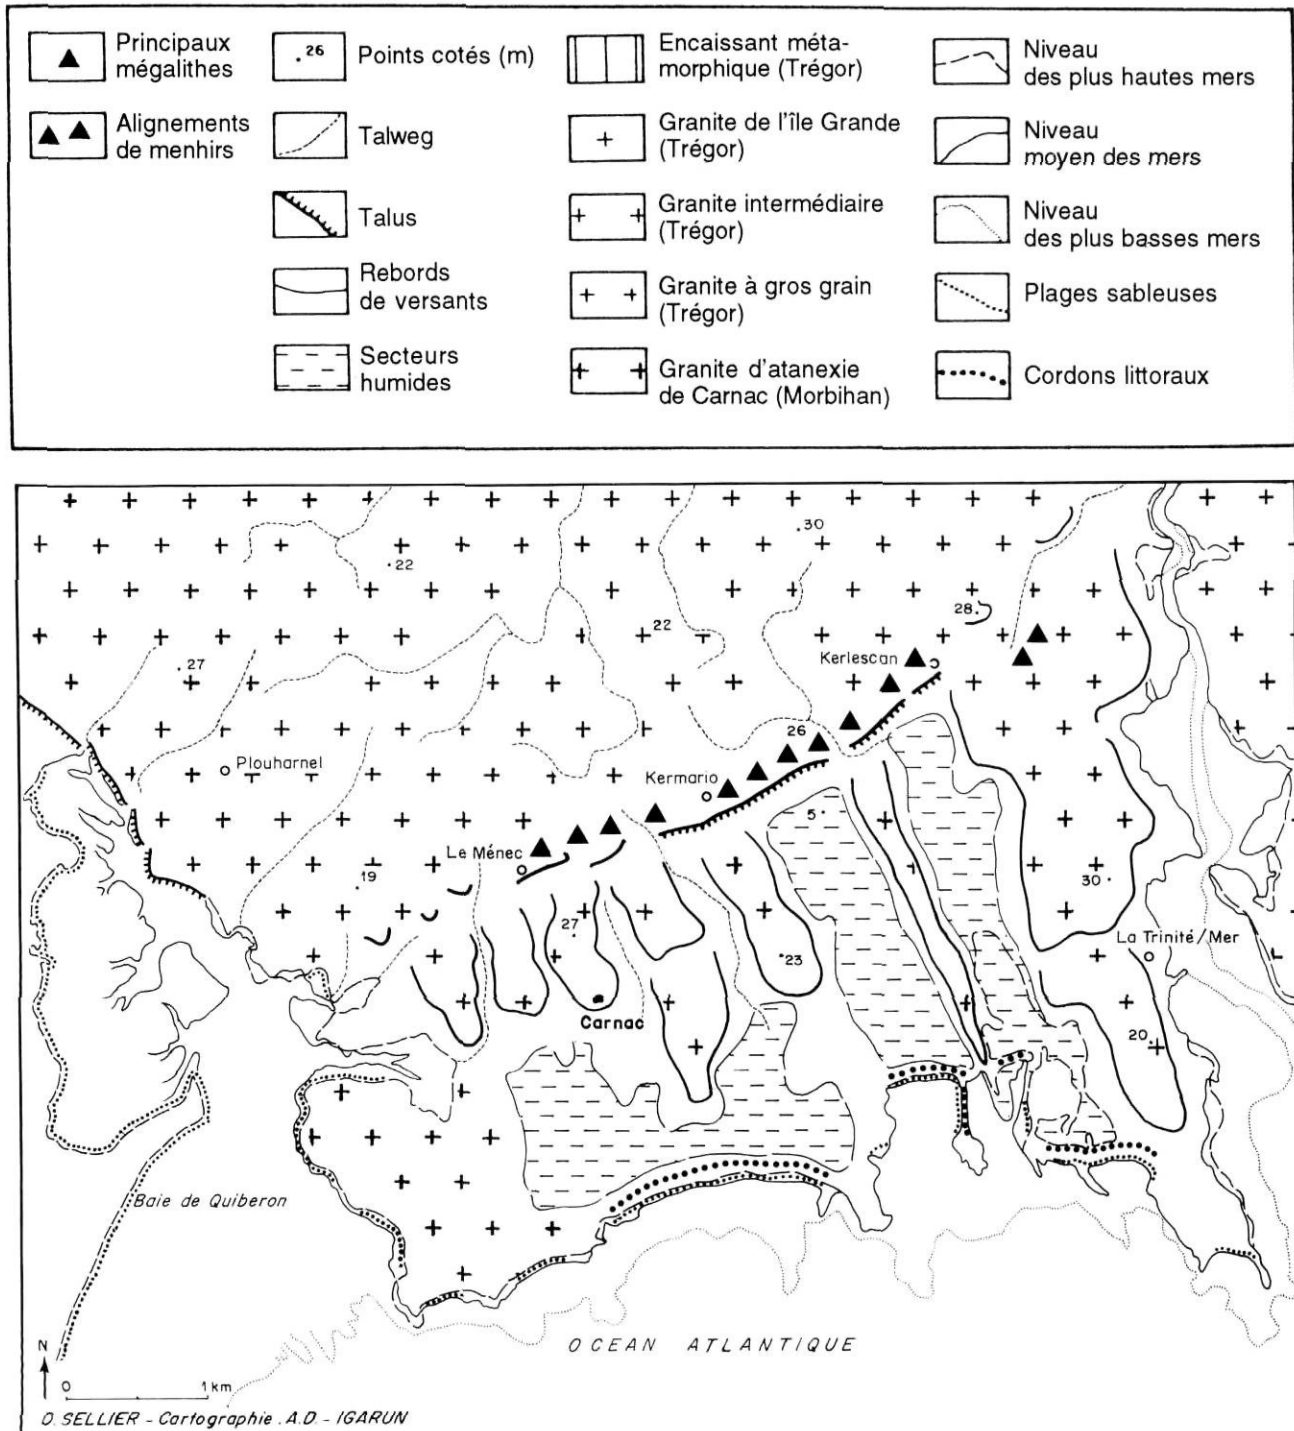 Principaux
mégalithes
Alignements
de menhirs
.26
Points cotés (m)
Talweg
Talus
Rebords
de versants
Secteurs
humides
Encaissant méta-
morphique (Trégor)
Granite de l'île Grande
(Trégor)
Granite intermédiaire
(Trégor)
Granite à gros grain
(Trégor)
Granite d'atanexie
de Carnac (Morbihan)
Niveau
des plus hautes mers
Niveau
moyen des mers
Niveau
des plus basses mers
Plages sableuses
Cordons littoraux
.30
.22
28.
22
Kerlescan
.27
26
Plouharnel
Kermario
5.
Le Ménec
19
30.
27
La Trinité/Mer
.23
Carnac
20.
Baie de Quiberon
OCEAN ATLANTIQUE
N
0 1 km
D. SELLIER - Cartographie . A.D. - IGARUN